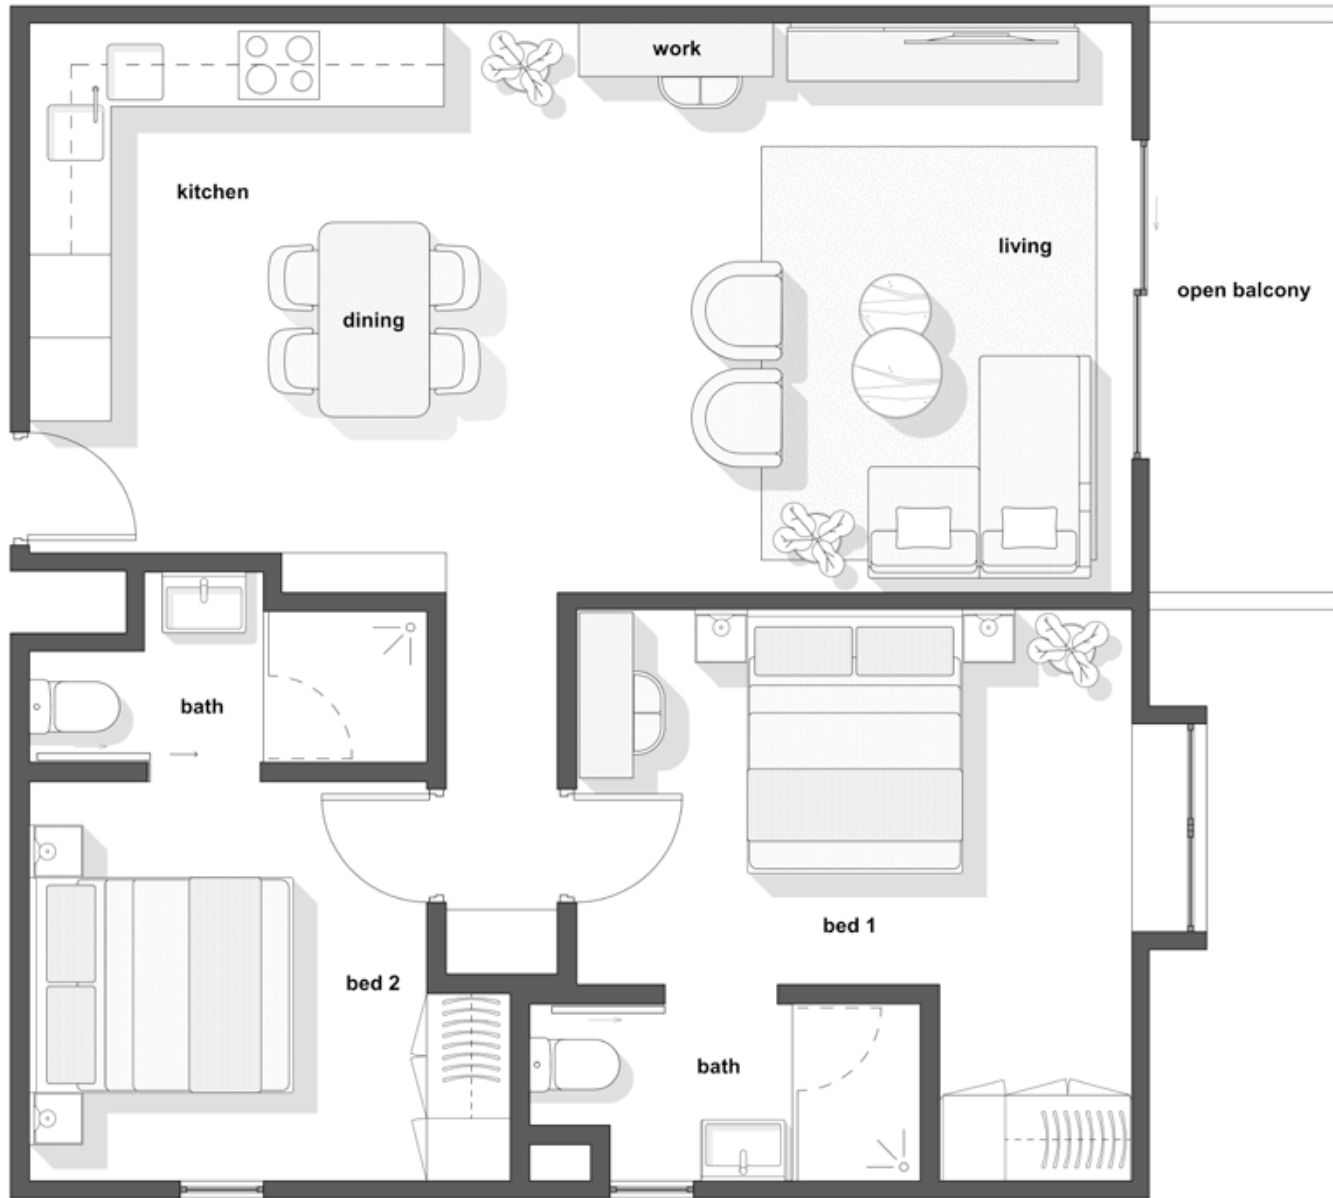 work
kitchen
living
open balcony
dining
bath
bed 1
bed 2
bath